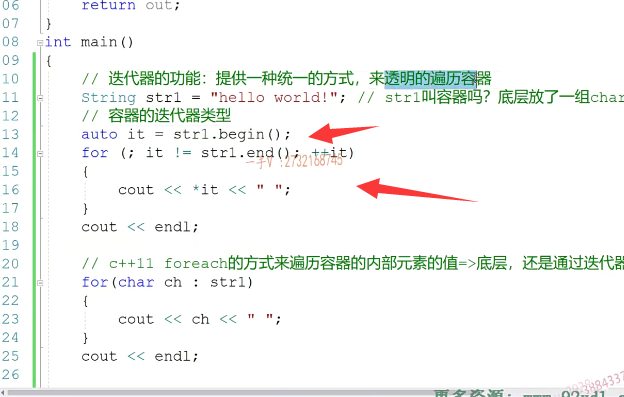 06 return out;
07 }
08 int main()
09 {
10 // 迭代器的功能：提供一种统一的方式，来透明的遍历容器
11 String str1 = "hello world!"; // str1叫容器吗？底层放了一组char
12 // 容器的迭代器类型
13 auto it = str1.begin();
14 for (; it != str1.end(); ++it)
一手V :2732168745
15 {
16 cout << *it << " ";
17 }
18 cout << endl;
19
20 // c++11 foreach的方式来遍历容器的内部元素的值=>底层，还是通过迭代器
21 for(char ch : str1)
22 {
23 cout << ch << " ";
24 }
25 cout << endl;
26